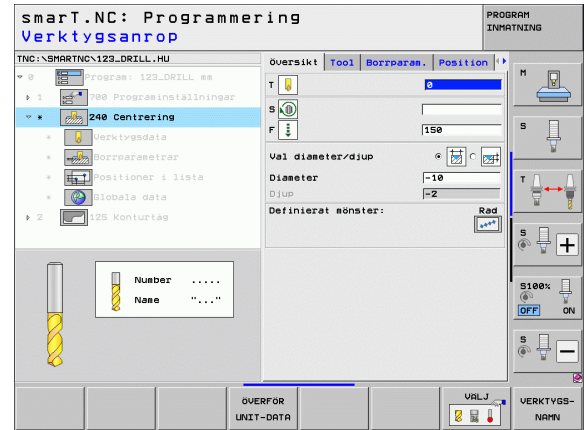 smarT.NC: Programmering
Verktygsanrop
PROGRAM
INMATNING
TNC:\SMARTNC\123_DRILL.HU
0 Program: 123_DRILL mm
1 700 Programinställningar
* 240 Centrering
* Verktygsdata
* Borrparametrar
* Positioner i lista
* Globala data
2 125 Konturtåg
Översikt Tool Borrparam. Position
T 0
S
F 150
Val diameter/djup
Diameter -10
Djup -2
Definierat mönster: Rad
Number .....
Name "..."
M
S
T
S
S100%
OFF ON
S
ÖVERFÖR
UNIT-DATA
VÄLJ
VERKTYGS-
NAMN